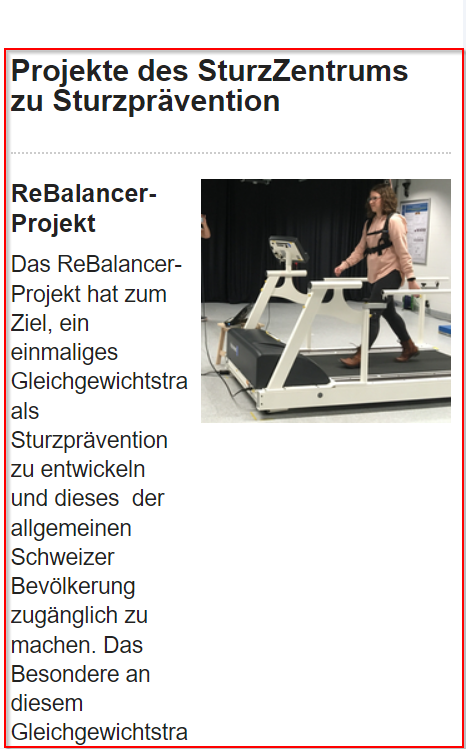 Projekte des SturzZentrums
zu Sturzprävention
ReBalancer-
Projekt
Das ReBalancer-
Projekt hat zum
Ziel, ein
einmaliges
Gleichgewichtstra
als
Sturzprävention
zu entwickeln
und dieses der
allgemeinen
Schweizer
Bevölkerung
zugänglich zu
machen. Das
Besondere an
diesem
Gleichgewichtstra